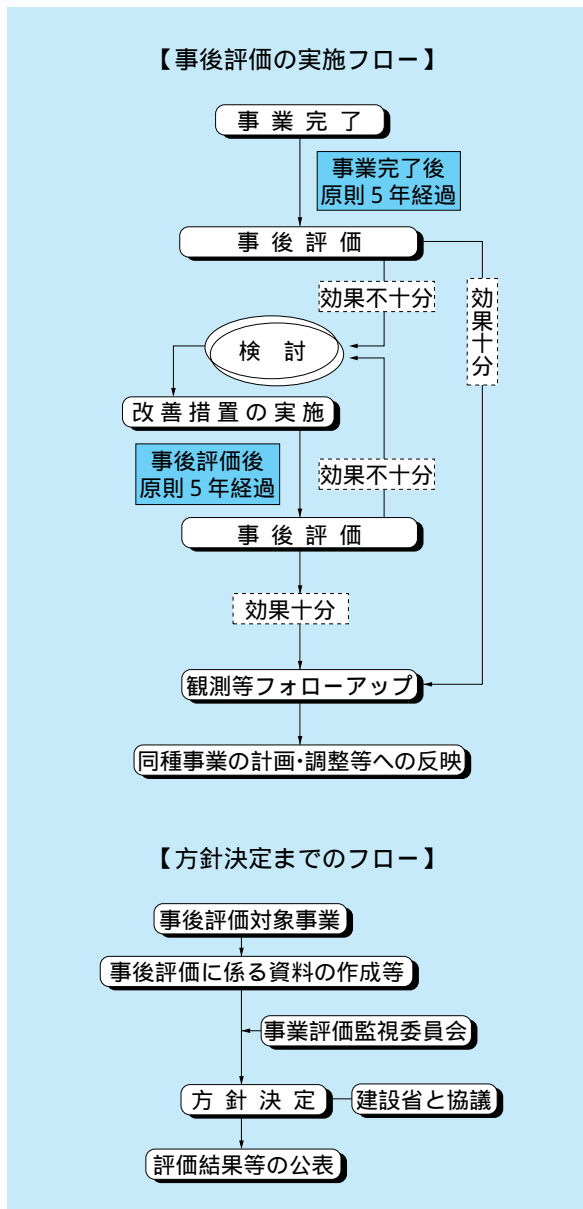 【事後評価の実施フロー】
事業完了
事業完了後
原則5年経過
事後評価
効果不十分
効果十分
検討
改善措置の実施
事後評価後
原則5年経過
効果不十分
事後評価
効果十分
観測等フォローアップ
同種事業の計画・調整等への反映
【方針決定までのフロー】
事後評価対象事業
事後評価に係る資料の作成等
事業評価監視委員会
方針決定
建設省と協議
評価結果等の公表